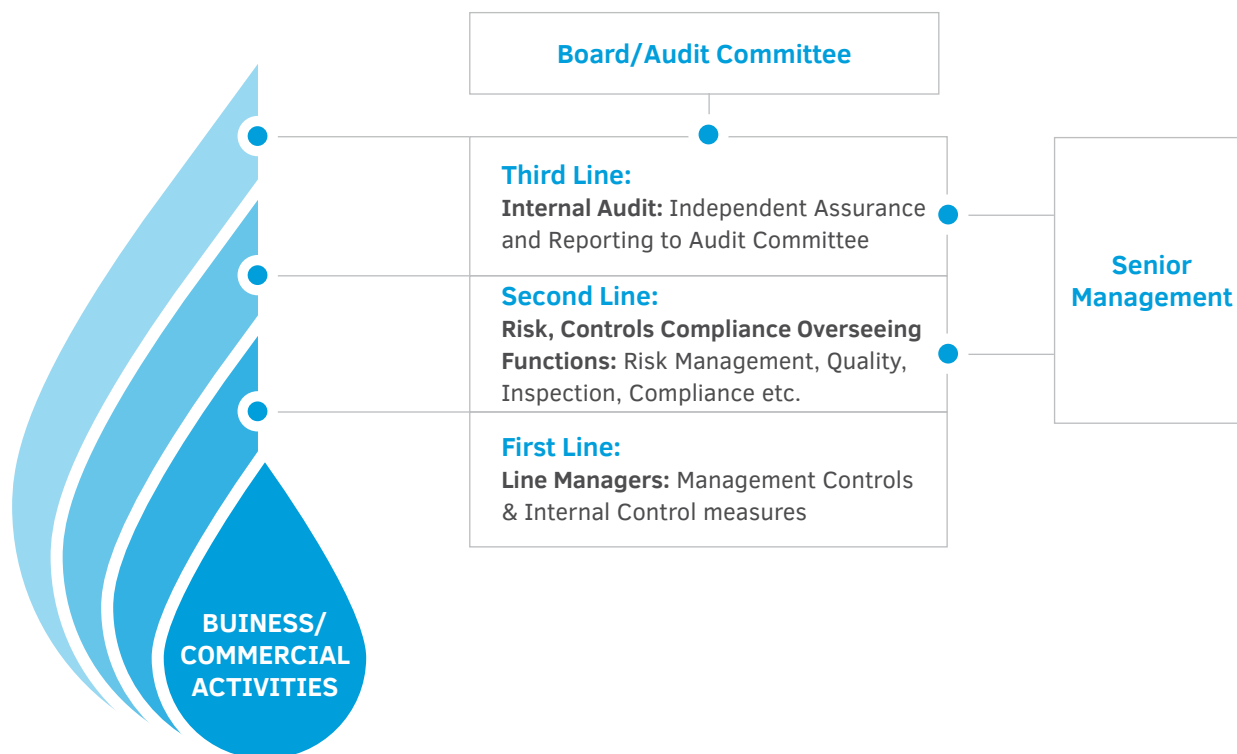 Board/Audit Committee
Third Line:
Internal Audit: Independent Assurance
and Reporting to Audit Committee
Second Line:
Risk, Controls Compliance Overseeing
Functions: Risk Management, Quality,
Inspection, Compliance etc.
First Line:
Line Managers: Management Controls
& Internal Control measures
Senior
Management
BUINESS/
COMMERCIAL
ACTIVITIES